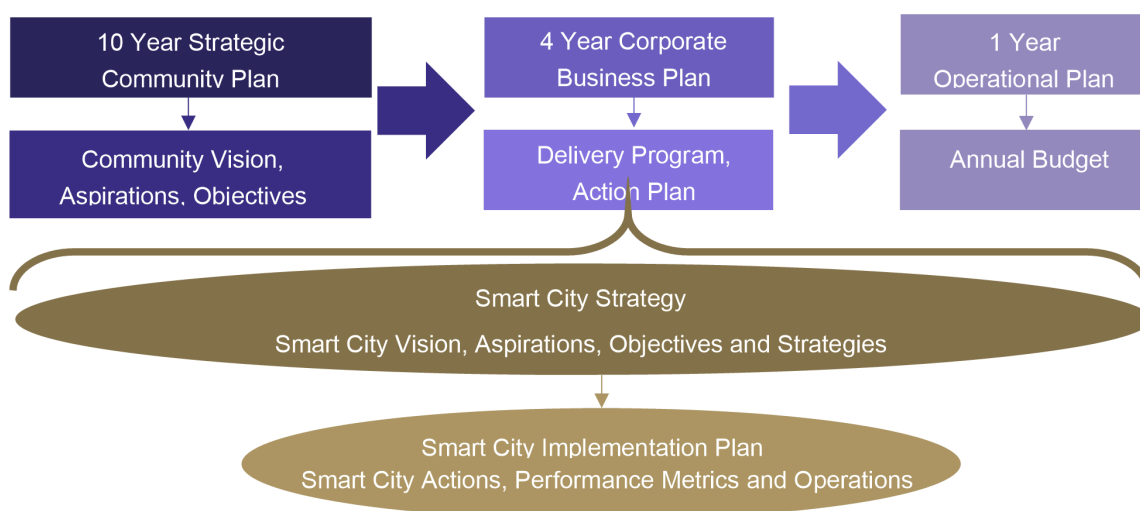 10 Year Strategic
Community Plan
4 Year Corporate
Business Plan
1 Year
Operational Plan
Community Vision,
Aspirations, Objectives
Delivery Program,
Action Plan
Annual Budget
Smart City Strategy
Smart City Vision, Aspirations, Objectives and Strategies
Smart City Implementation Plan
Smart City Actions, Performance Metrics and Operations